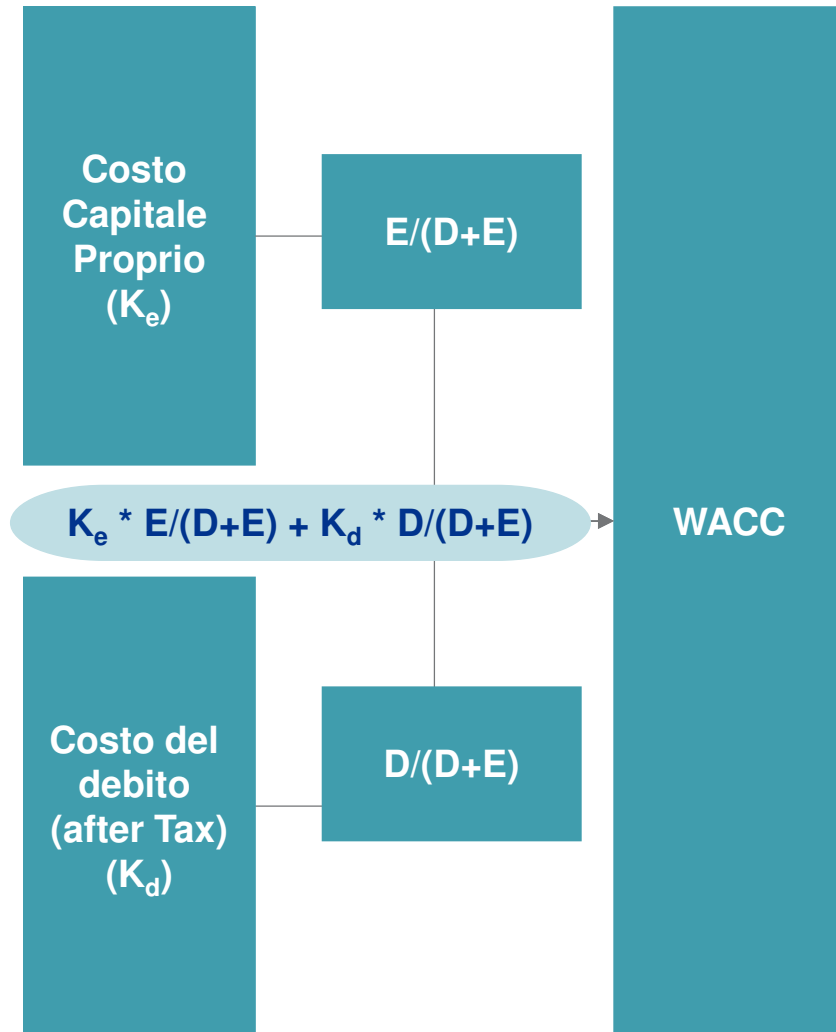 Costo
Capitale
Proprio
(Ke)
E/(D+E)
Ke * E/(D+E) + Kd * D/(D+E)
WACC
Costo del
debito
(after Tax)
(Kd)
D/(D+E)